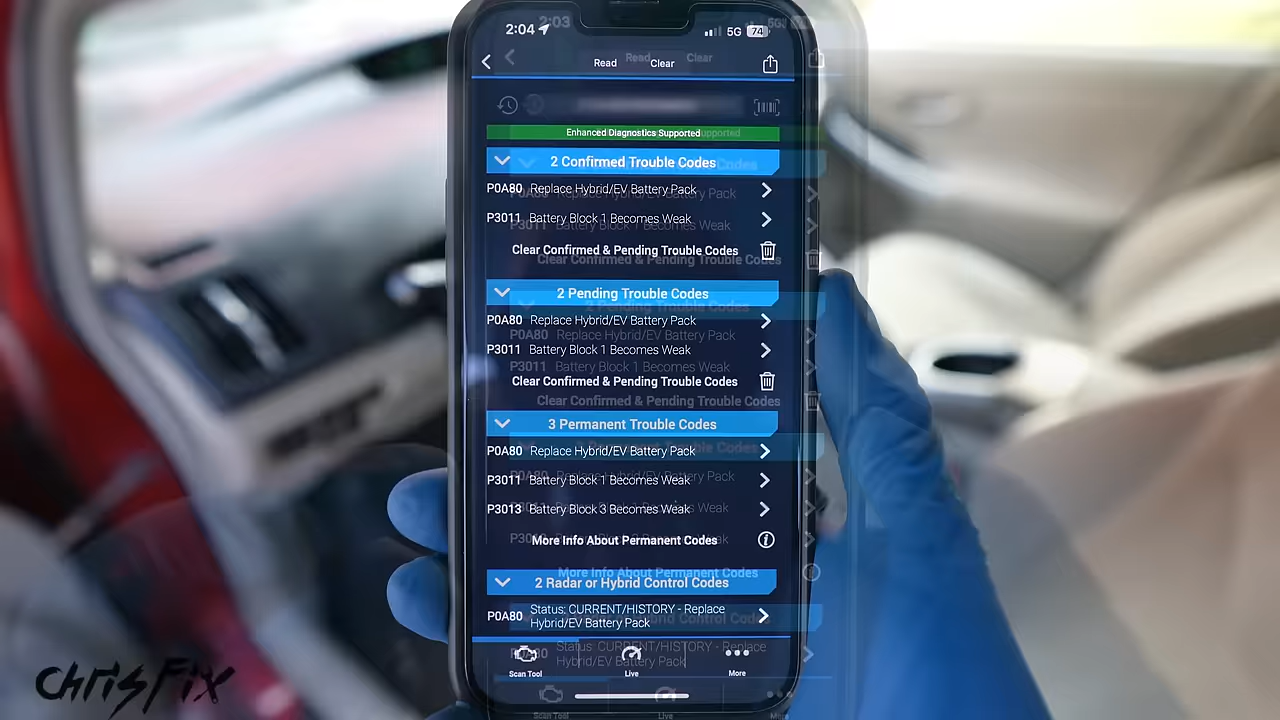 2:04 5G 74
Read Clear
Enhanced Diagnostics Supported
2 Confirmed Trouble Codes
P0A80 Replace Hybrid/EV Battery Pack
P3011 Battery Block 1 Becomes Weak
Clear Confirmed & Pending Trouble Codes
2 Pending Trouble Codes
P0A80 Replace Hybrid/EV Battery Pack
P3011 Battery Block 1 Becomes Weak
Clear Confirmed & Pending Trouble Codes
3 Permanent Trouble Codes
P0A80 Replace Hybrid/EV Battery Pack
P3011 Battery Block 1 Becomes Weak
P3013 Battery Block 3 Becomes Weak
More Info About Permanent Codes
2 Radar or Hybrid Control Codes
P0A80 Status: CURRENT/HISTORY - Replace
Hybrid/EV Battery Pack
Scan Tool Live More
ChrisFix